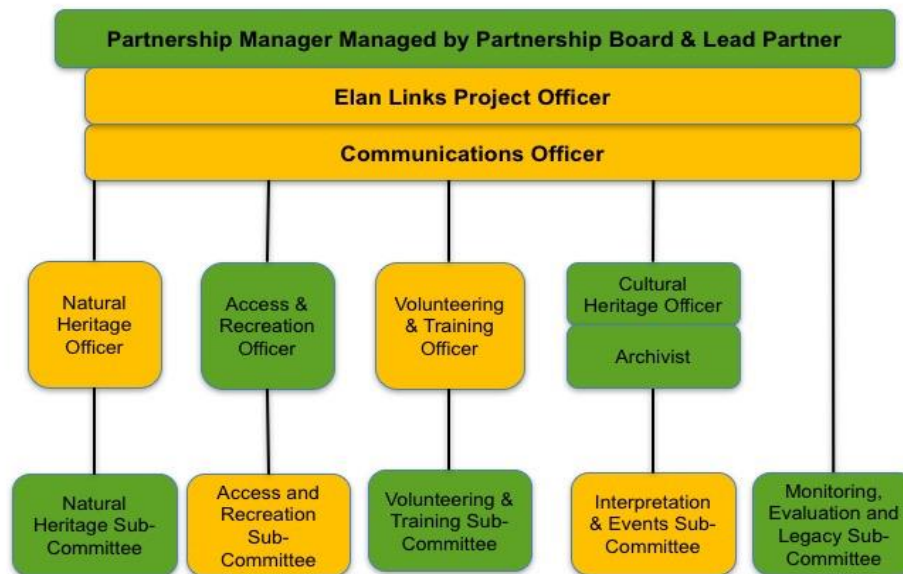 Partnership Manager Managed by Partnership Board & Lead Partner
Elan Links Project Officer
Communications Officer
Natural
Heritage
Officer
Access &
Recreation
Officer
Volunteering
& Training
Officer
Cultural
Heritage Officer
Archivist
Natural
Heritage Sub-
Committee
Access and
Recreation
Sub-
Committee
Volunteering &
Training Sub-
Committee
Interpretation
& Events Sub-
Committee
Monitoring,
Evaluation and
Legacy Sub-
Committee